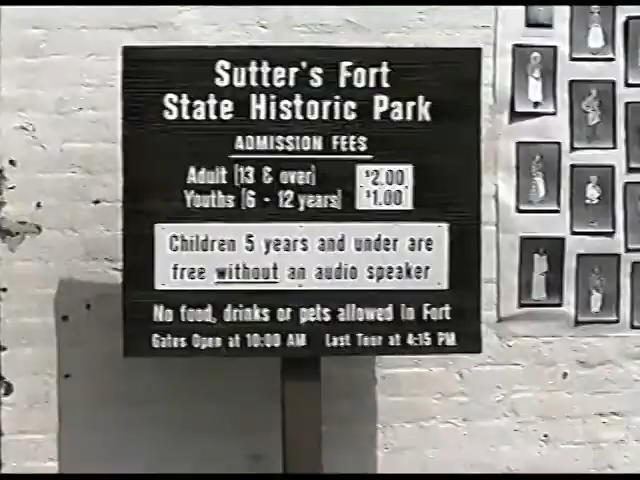 Sutter's Fort
State Historic Park
ADMISSION FEES
Adult (13 & over) $2.00
Youths (6 - 12 years) $1.00
Children 5 years and under are
free without an audio speaker
No food, drinks or pets allowed in Fort
Gates Open at 10:00 AM Last Tour at 4:15 PM